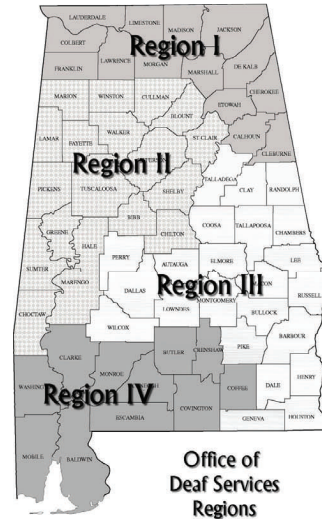 LAUDERDALE
LIMESTONE
MADISON
JACKSON
COLBERT
Region I
LAWRENCE
MORGAN
DE KALB
FRANKLIN
MARSHALL
CHEROKEE
MARION
WINSTON
CULLMAN
ETOWAH
BLOUNT
WALKER
ST-CLAIR
CALHOUN
LAMAR
FAYETTE
CLEBURNE
Region II
TALLADEGA
PICKENS
TUSCALOOSA
SHELBY
CLAY
RANDOLPH
BIBB
COOSA
TALLAPOOSA
CHAMBERS
GREENE
HALE
CHILTON
PERRY
AUTAUGA
ELMORE
LEE
SUMTER
MARENGO
DALLAS
Region III
MONTGOMERY
RUSSELL
LOWNDES
BULLOCK
CHOCTAW
WILCOX
BARBOUR
CLARKE
BUTLER
CRENSHAW
PIKE
MONROE
HENRY
COFFEE
DALE
Region IV
COVINGTON
ESCAMBIA
GENEVA
HOUSTON
MOBILE
BALDWIN
Office of
Deaf Services
Regions